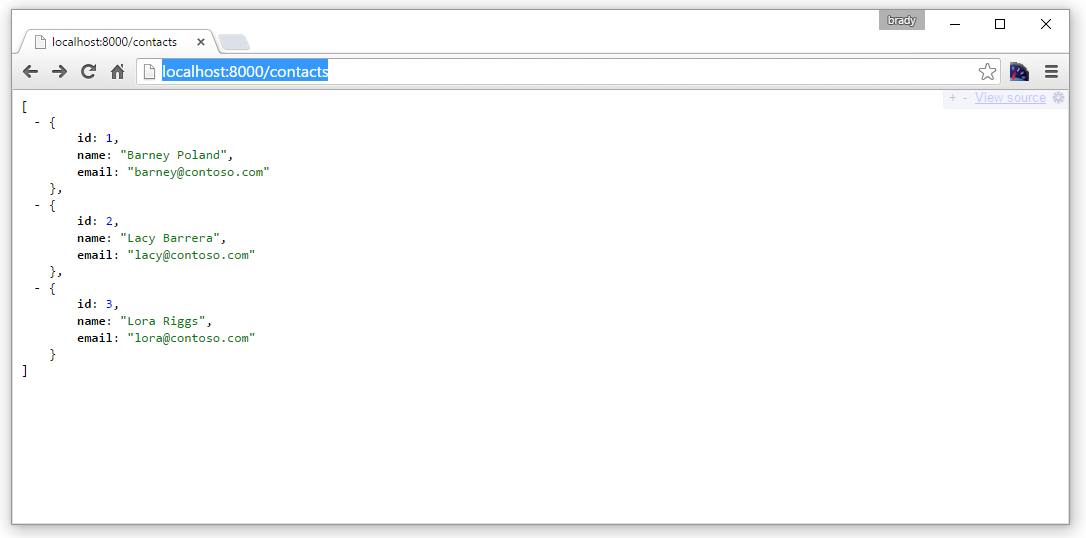 brady
localhost:8000/contacts
localhost:8000/contacts
+ - View source
[
- {
id: 1,
name: "Barney Poland",
email: "barney@contoso.com"
},
- {
id: 2,
name: "Lacy Barrera",
email: "lacy@contoso.com"
},
- {
id: 3,
name: "Lora Riggs",
email: "lora@contoso.com"
}
]